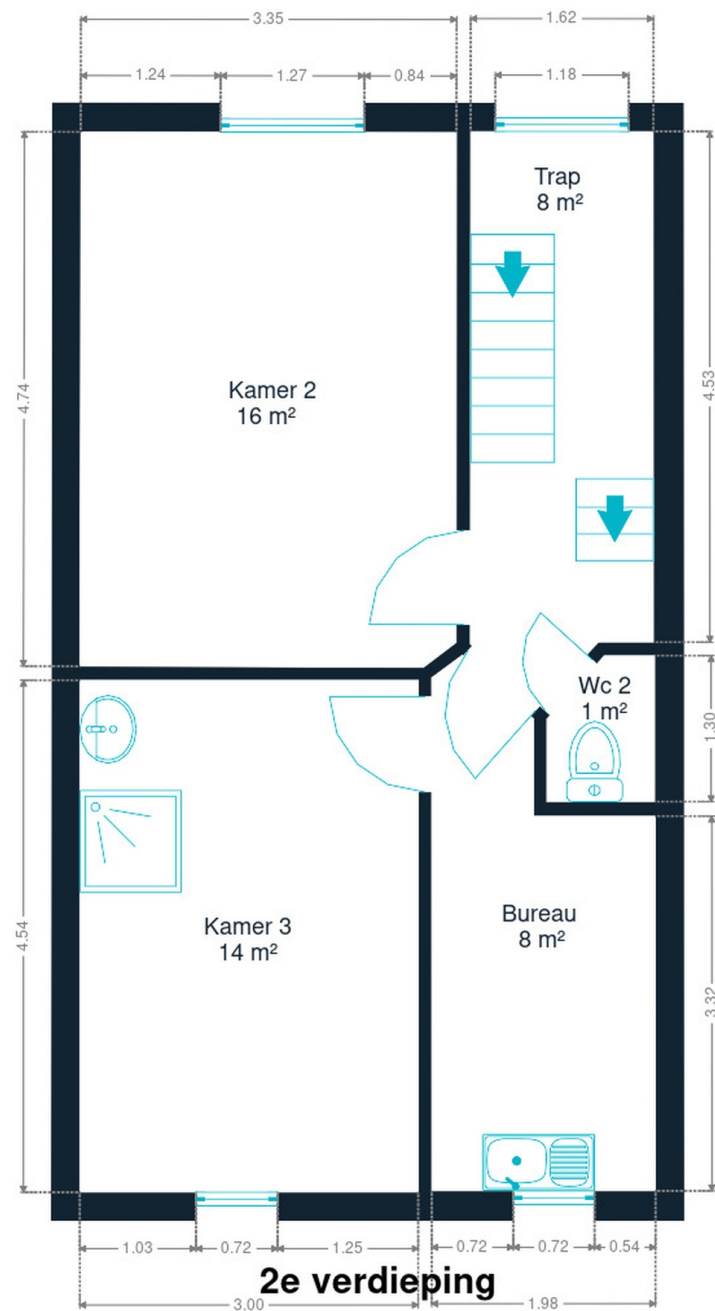 3.35
1.62
1.24
1.27
0.84
1.18
Trap
8 m²
4.74
4.53
Kamer 2
16 m²
Wc 2
1 m²
1.30
Kamer 3
14 m²
Bureau
8 m²
4.54
3.32
1.03
0.72
1.25
0.72
0.72
0.54
2e verdieping
3.00
1.98